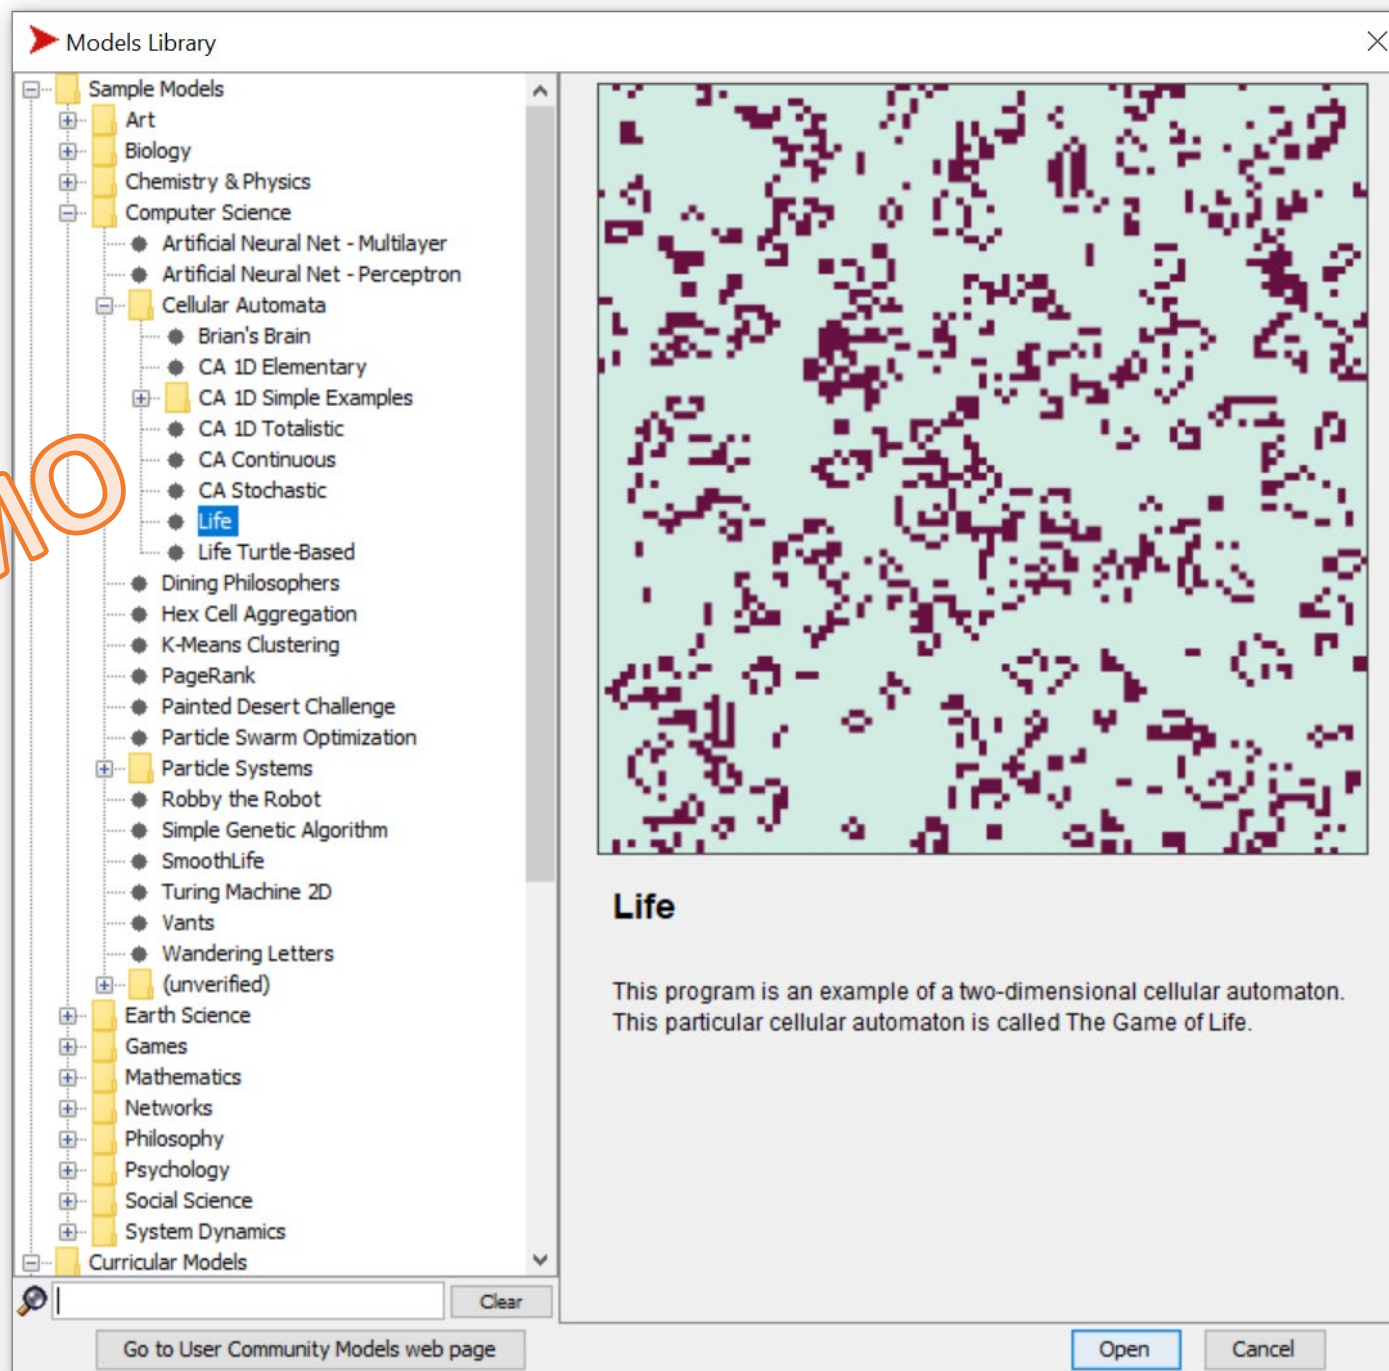 Models Library
Sample Models
Art
Biology
Chemistry & Physics
Computer Science
Artificial Neural Net - Multilayer
Artificial Neural Net - Perceptron
Cellular Automata
Brian's Brain
CA 1D Elementary
CA 1D Simple Examples
CA 1D Totalistic
CA Continuous
CA Stochastic
Life
Life Turtle-Based
Dining Philosophers
Hex Cell Aggregation
K-Means Clustering
PageRank
Painted Desert Challenge
Particle Swarm Optimization
Particle Systems
Robby the Robot
Simple Genetic Algorithm
SmoothLife
Turing Machine 2D
Vants
Wandering Letters
(unverified)
Earth Science
Games
Mathematics
Networks
Philosophy
Psychology
Social Science
System Dynamics
Curricular Models
Clear
Go to User Community Models web page
Life
This program is an example of a two-dimensional cellular automaton.
This particular cellular automaton is called The Game of Life.
Open
Cancel